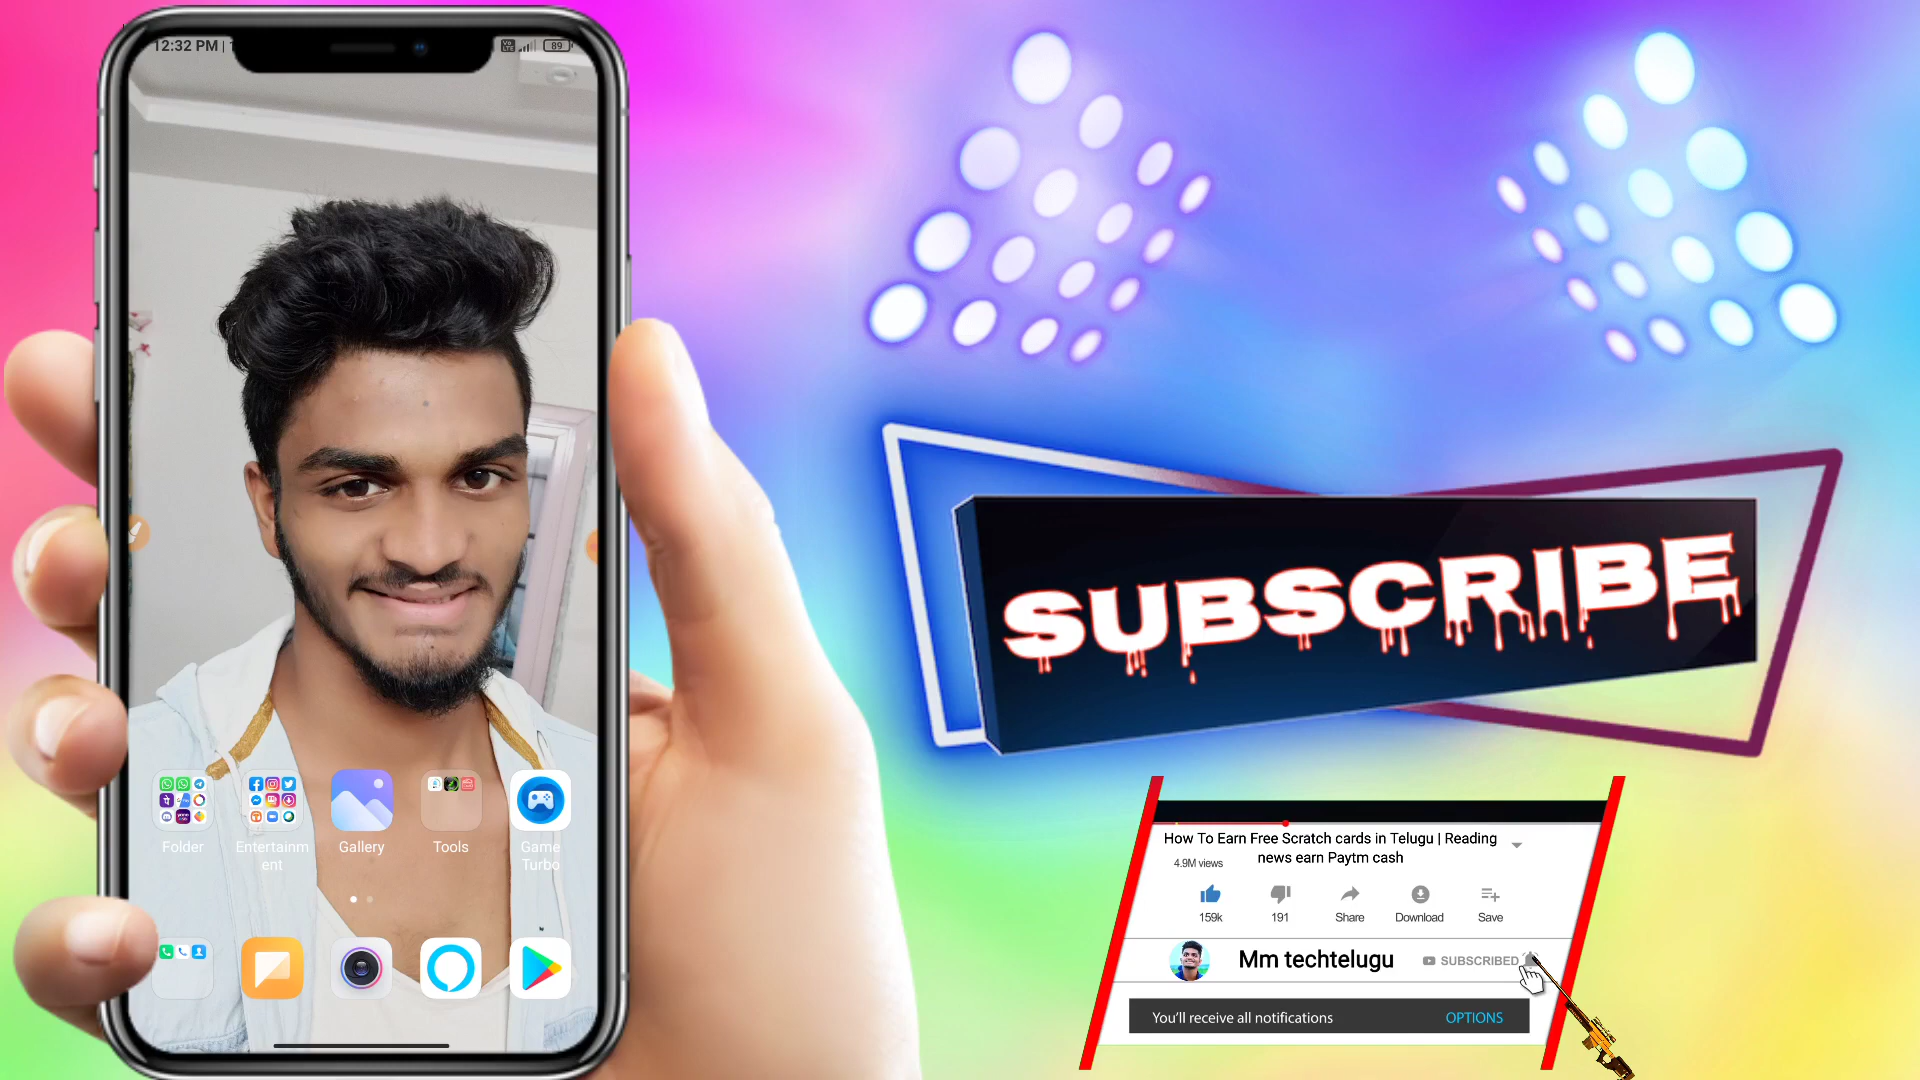 12:32 PM |
89
Folder
Entertainm
ent
Gallery
Tools
Game
Turbo
SUBSCRIBE
How To Earn Free Scratch cards in Telugu | Reading
news earn Paytm cash
4.9M views
159k
191
Share
Download
Save
Mm techtelugu
SUBSCRIBED
You'll receive all notifications
OPTIONS